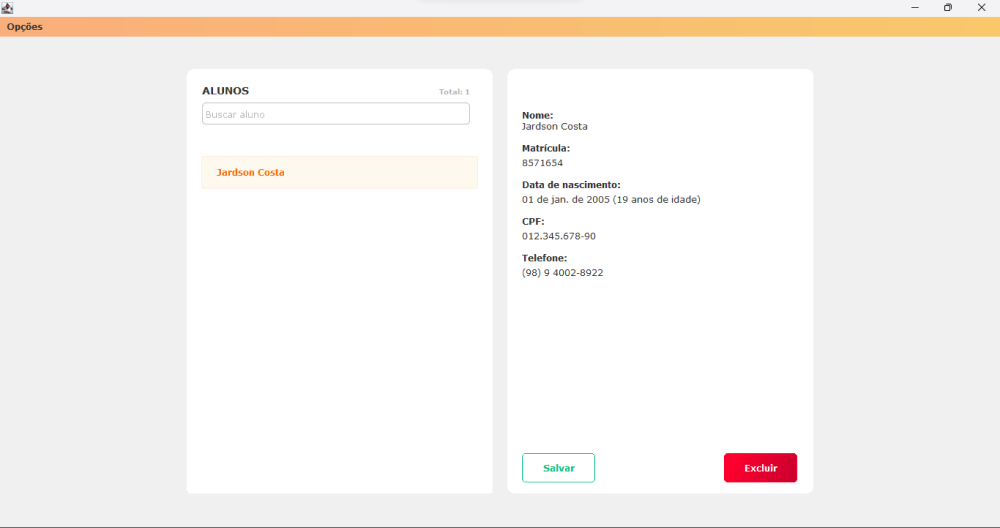 Opções
ALUNOS
Total: 1
Buscar aluno
Jardson Costa
Nome:
Jardson Costa
Matrícula:
8571654
Data de nascimento:
01 de jan. de 2005 (19 anos de idade)
CPF:
012.345.678-90
Telefone:
(98) 9 4002-8922
Salvar
Excluir